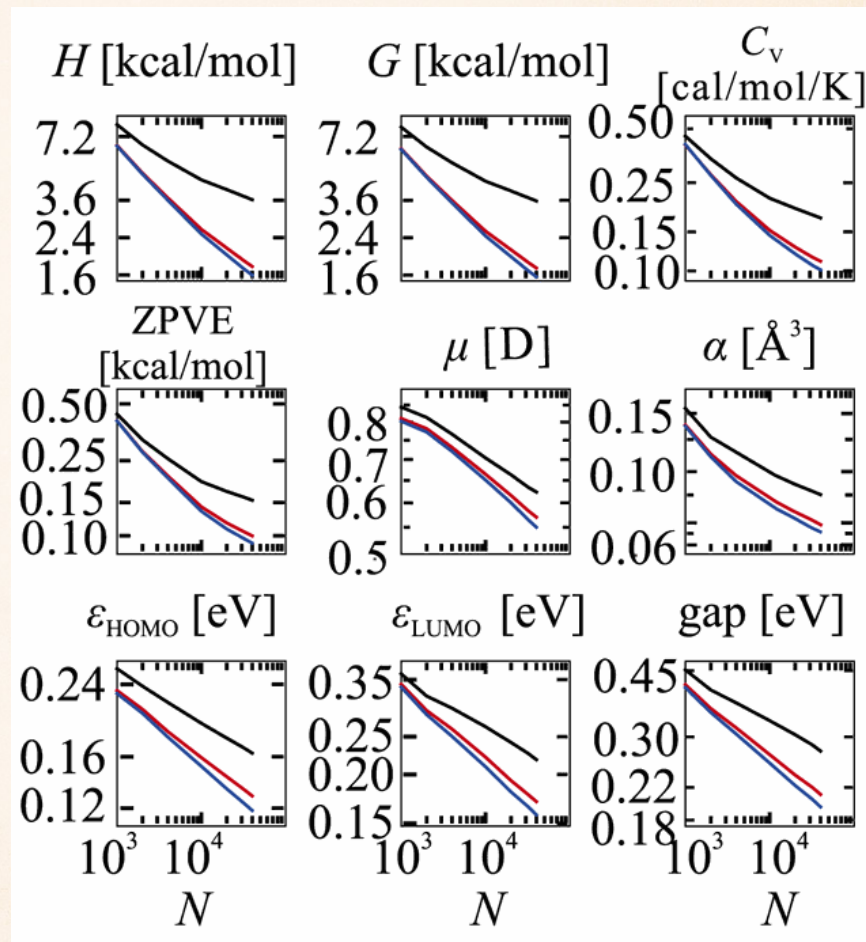 H [kcal/mol]
G [kcal/mol]
C_v
[cal/mol/K]
7.2
3.6
2.4
1.6
7.2
3.6
2.4
1.6
0.50
0.25
0.15
0.10
ZPVE
[kcal/mol]
μ [D]
α [Å³]
0.50
0.25
0.15
0.10
0.8
0.7
0.6
0.5
0.15
0.10
0.06
ε_HOMO [eV]
ε_LUMO [eV]
gap [eV]
0.24
0.16
0.12
0.35
0.25
0.20
0.15
0.45
0.30
0.22
0.18
10³ 10⁴
10³ 10⁴
10³ 10⁴
N
N
N